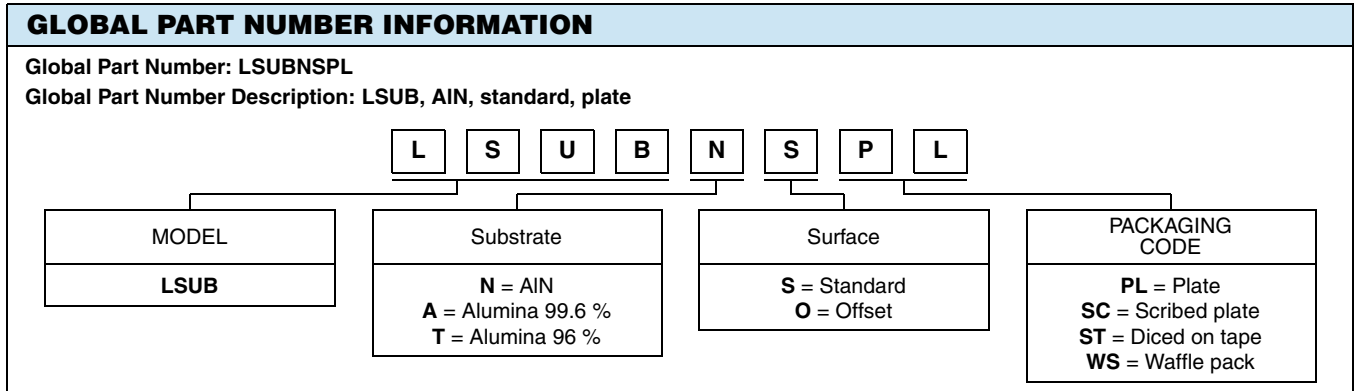 GLOBAL PART NUMBER INFORMATION
Global Part Number: LSUBNSPL
Global Part Number Description: LSUB, AlN, standard, plate
L S U B N S P L
MODEL
LSUB
Substrate
N = AlN
A = Alumina 99.6 %
T = Alumina 96 %
Surface
S = Standard
O = Offset
PACKAGING
CODE
PL = Plate
SC = Scribed plate
ST = Diced on tape
WS = Waffle pack